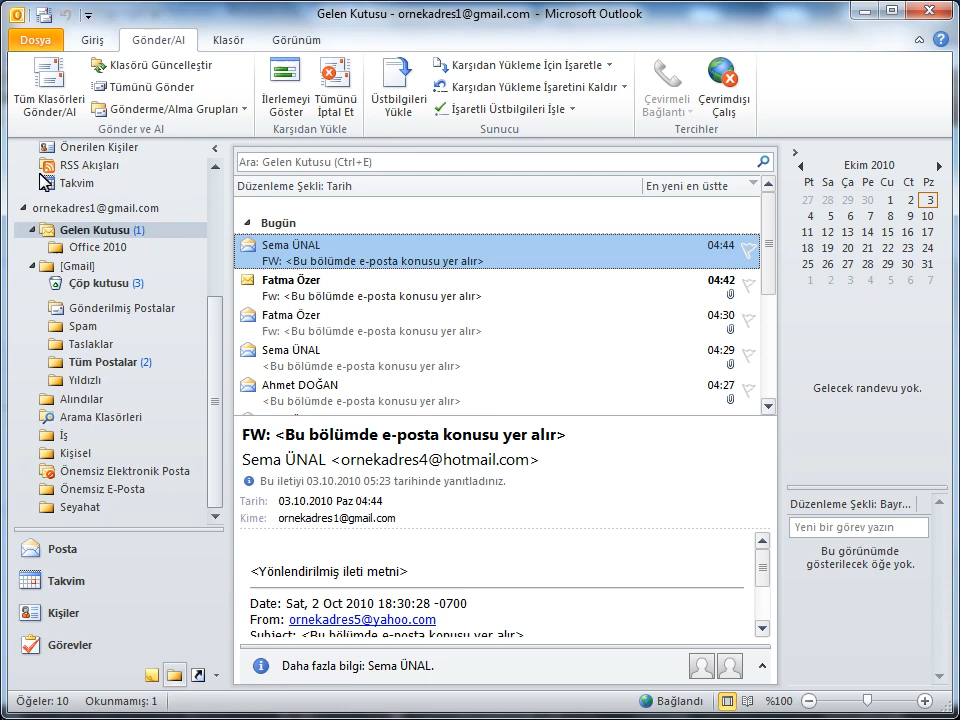 Gelen Kutusu - ornekadres1@gmail.com - Microsoft Outlook
Dosya Giriş Gönder/Al Klasör Görünüm
Tüm Klasörleri Gönder/Al
Klasörü Güncelleştir
Tümünü Gönder
Gönderme/Alma Grupları
Gönder ve Al
İlerlemeyi Göster
Tümünü İptal Et
Karşıdan Yükle
Üstbilgileri Yükle
Karşıdan Yükleme İçin İşaretle
Karşıdan Yükleme İşaretini Kaldır
İşaretli Üstbilgileri İşle
Sunucu
Çevirmeli Bağlantı
Çevrimdışı Çalış
Tercihler
Önerilen Kişiler
RSS Akışları
Takvim
ornekadres1@gmail.com
Gelen Kutusu (1)
Office 2010
[Gmail]
Çöp kutusu (3)
Gönderilmiş Postalar
Spam
Taslaklar
Tüm Postalar (2)
Yıldızlı
Alındılar
Arama Klasörleri
İş
Kişisel
Önemsiz Elektronik Posta
Önemsiz E-Posta
Seyahat
Posta
Takvim
Kişiler
Görevler
Ara: Gelen Kutusu (Ctrl+E)
Düzenleme Şekli: Tarih En yeni en üstte
Bugün
Sema ÜNAL 04:44
FW: <Bu bölümde e-posta konusu yer alır>
Fatma Özer 04:42
Fw: <Bu bölümde e-posta konusu yer alır>
Fatma Özer 04:30
Fw: <Bu bölümde e-posta konusu yer alır>
Sema ÜNAL 04:29
<Bu bölümde e-posta konusu yer alır>
Ahmet DOĞAN 04:27
<Bu bölümde e-posta konusu yer alır>
FW: <Bu bölümde e-posta konusu yer alır>
Sema ÜNAL <ornekadres4@hotmail.com>
Bu iletiyi 03.10.2010 05:23 tarihinde yanıtladınız.
Tarih: 03.10.2010 Paz 04:44
Kime: ornekadres1@gmail.com
<Yönlendirilmiş ileti metni>
Date: Sat, 2 Oct 2010 18:30:28 -0700
From: ornekadres5@yahoo.com
Subject: <Bu bölümde e-posta konusu yer alır>
Daha fazla bilgi: Sema ÜNAL.
Ekim 2010
Pt Sa Ça Pe Cu Ct Pz
27 28 29 30 1 2 3
4 5 6 7 8 9 10
11 12 13 14 15 16 17
18 19 20 21 22 23 24
25 26 27 28 29 30 31
1 2 3 4 5 6 7
Gelecek randevu yok.
Düzenleme Şekli: Bayr...
Yeni bir görev yazın
Bu görünümde
gösterilecek öğe yok.
Öğeler: 10 Okunmamış: 1 Bağlandı %100